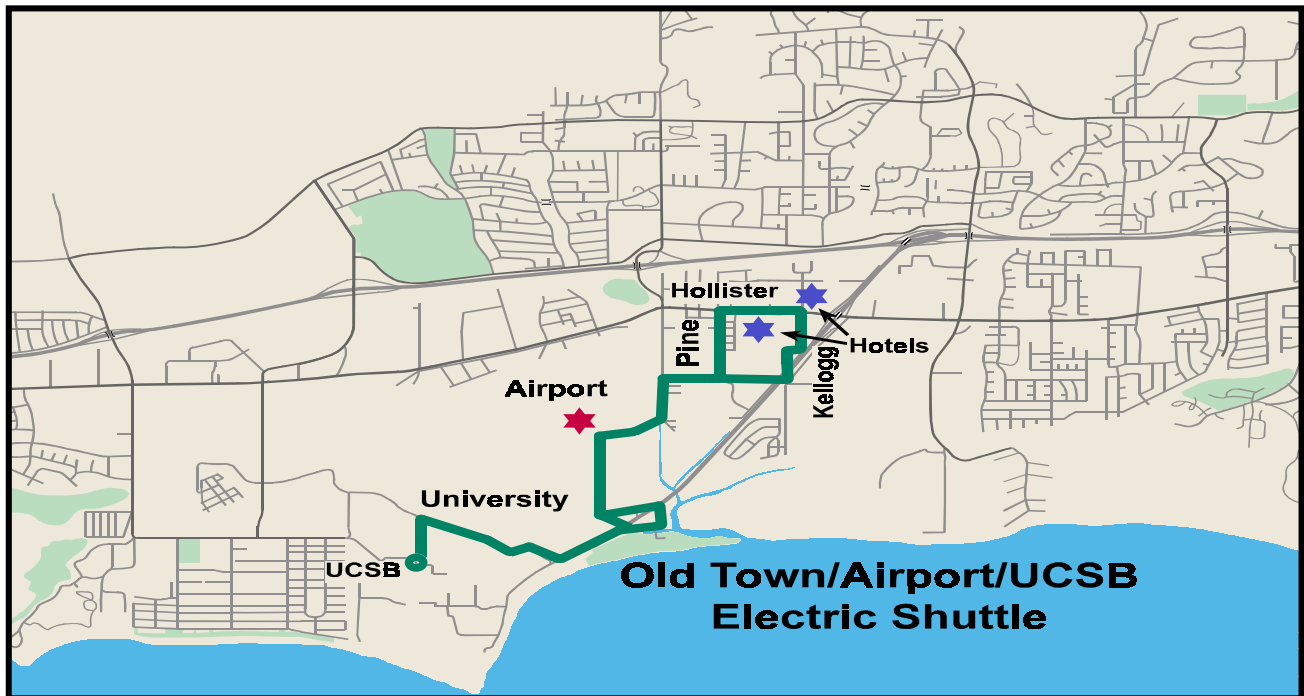 Hollister
Pine
Hotels
Kellogg
Airport
University
UCSB
Old Town/Airport/UCSB
Electric Shuttle